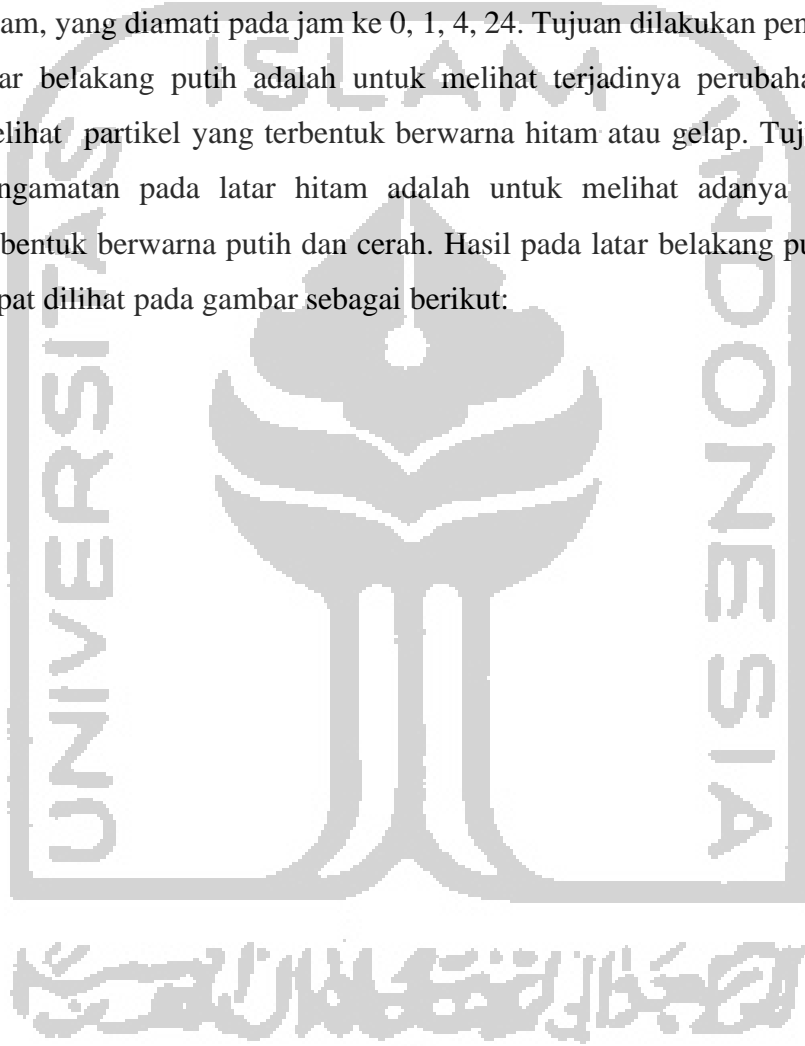 am, yang diamati pada jam ke 0, 1, 4, 24. Tujuan dilakukan pen
ar belakang putih adalah untuk melihat terjadinya perubaha
elihat partikel yang terbentuk berwarna hitam atau gelap. Tuj
ngamatan pada latar hitam adalah untuk melihat adanya
bentuk berwarna putih dan cerah. Hasil pada latar belakang pu
pat dilihat pada gambar sebagai berikut:
ISLAM
UNIVERSITAS
INDONESIA